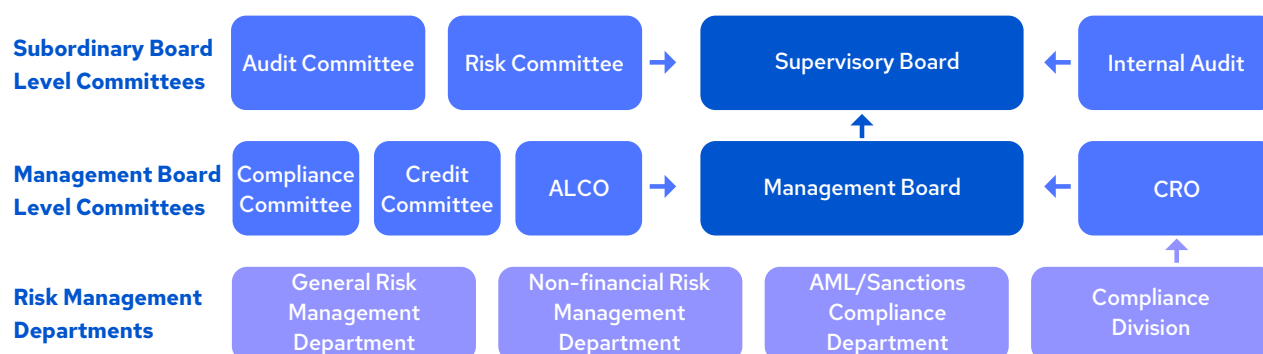 Subordinary Board
Level Committees
Audit Committee
Risk Committee
Supervisory Board
Internal Audit
Management Board
Level Committees
Compliance
Committee
Credit
Committee
ALCO
Management Board
CRO
Risk Management
Departments
General Risk
Management
Department
Non-financial Risk
Management
Department
AML/Sanctions
Compliance
Department
Compliance
Division